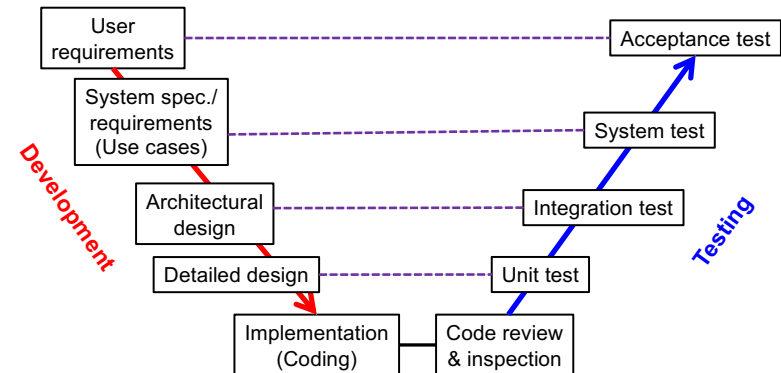 User
requirements
Acceptance test
System spec./
requirements
(Use cases)
System test
Development
Architectural
design
Integration test
Testing
Detailed design
Unit test
Implementation
(Coding)
Code review
& inspection